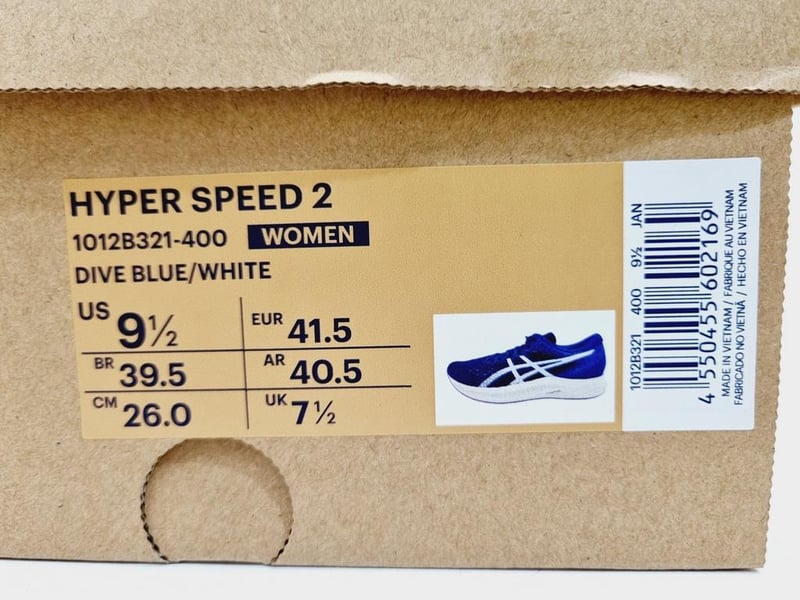 HYPER SPEED 2
1012B321-400 WOMEN
DIVE BLUE/WHITE
US 9½ EUR 41.5
BR 39.5 AR 40.5
CM 26.0 UK 7½
1012B321 400 9½ JAN
4 550455 602169
MADE IN VIETNAM / FABRIQUE AU VIETNAM
FABRICADO NO VIETNÃ / HECHO EN VIETNAM